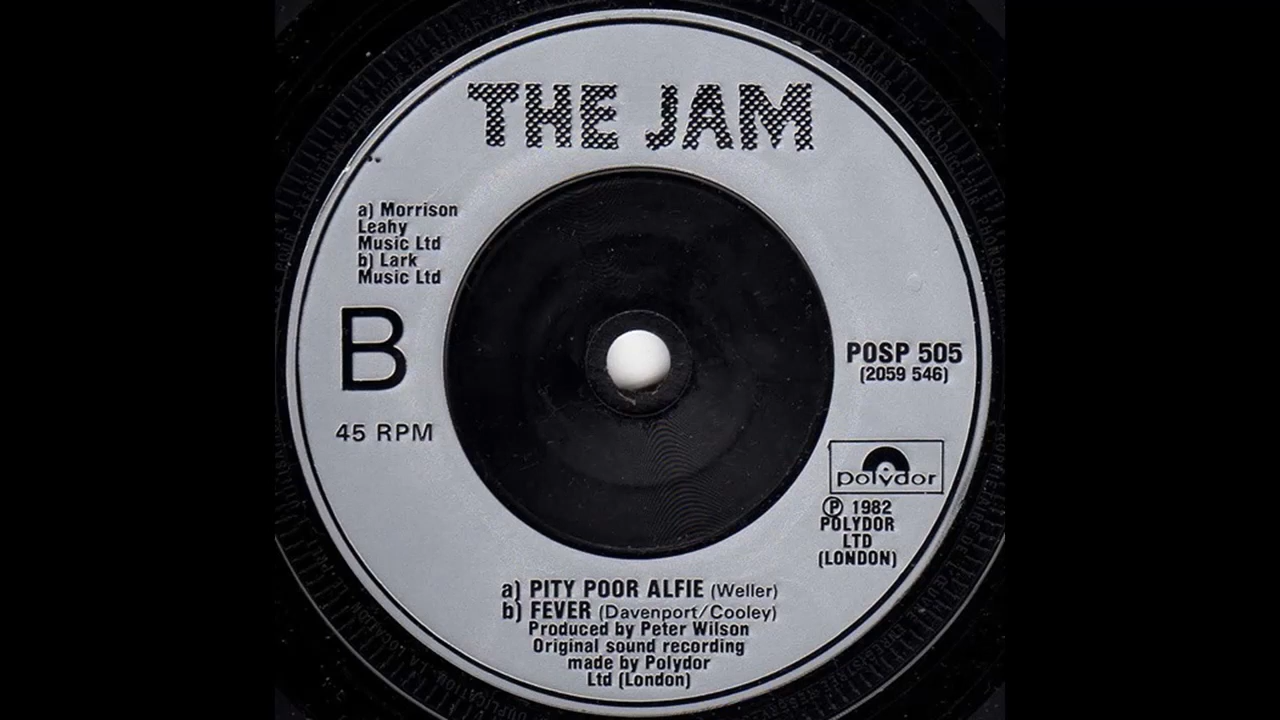 THE JAM
a) Morrison
Leahy
Music Ltd
b) Lark
Music Ltd
B
45 RPM
POSP 505
(2059 546)
polydor
℗ 1982
POLYDOR
LTD
(LONDON)
a) PITY POOR ALFIE (Weller)
b) FEVER (Davenport/Cooley)
Produced by Peter Wilson
Original sound recording
made by Polydor
Ltd (London)